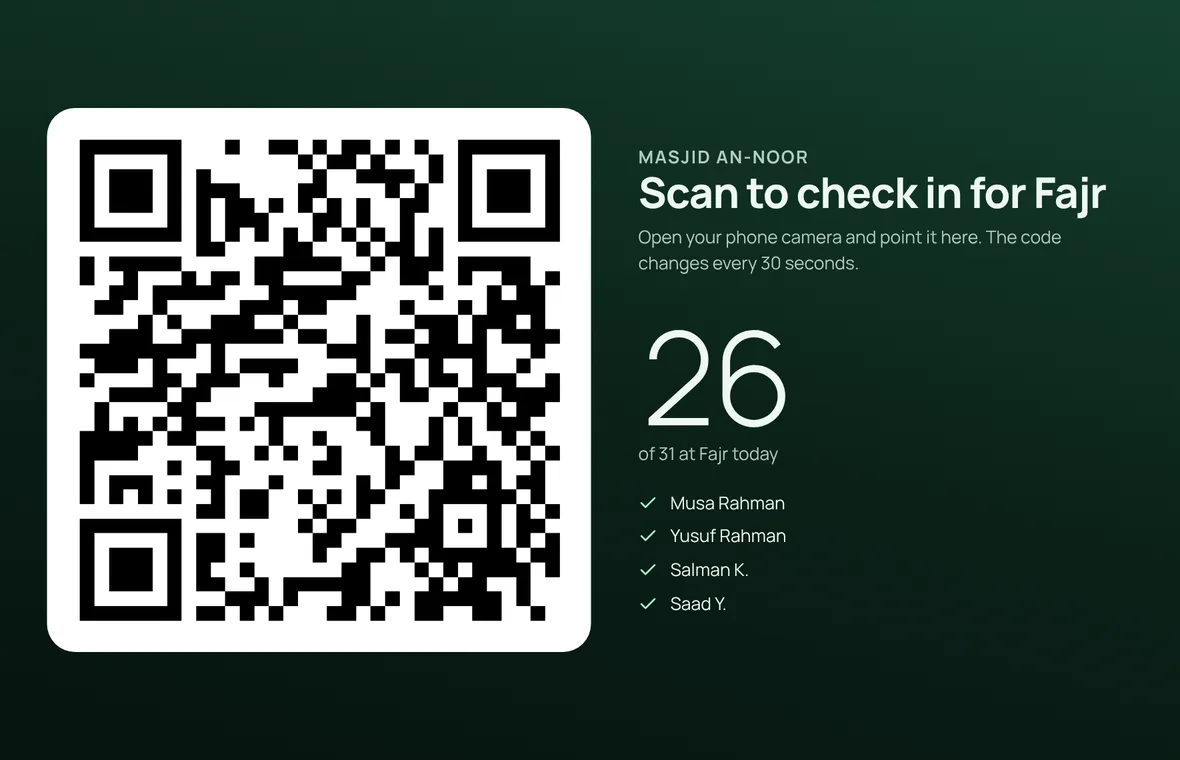 MASJID AN-NOOR
Scan to check in for Fajr
Open your phone camera and point it here. The code
changes every 30 seconds.
26
of 31 at Fajr today
Musa Rahman
Yusuf Rahman
Salman K.
Saad Y.